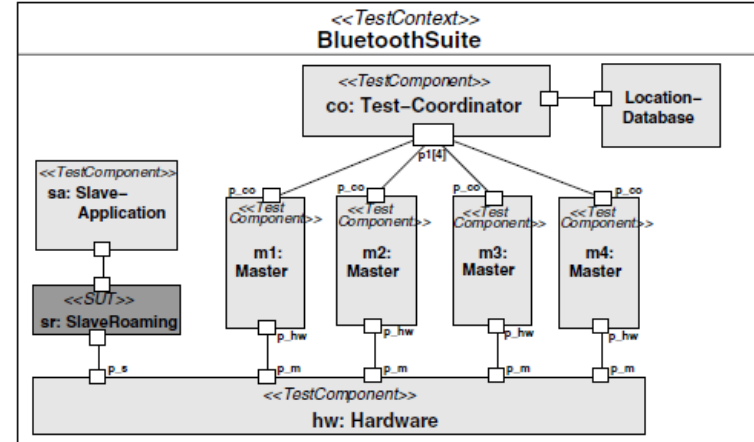 <<TestContext>>
BluetoothSuite
<<TestComponent>>
co: Test-Coordinator
Location-
Database
p1[4]
<<TestComponent>>
sa: Slave-
Application
p_co
p_co
p_co
p_co
<<Test
Component>>
m1:
Master
<<Test
Component>>
m2:
Master
<<Test
Component>>
m3:
Master
<<Test
Component>>
m4:
Master
<<SUT>>
sr: SlaveRoaming
p_hw
p_hw
p_hw
p_hw
p_s
p_m
p_m
p_m
p_m
<<TestComponent>>
hw: Hardware